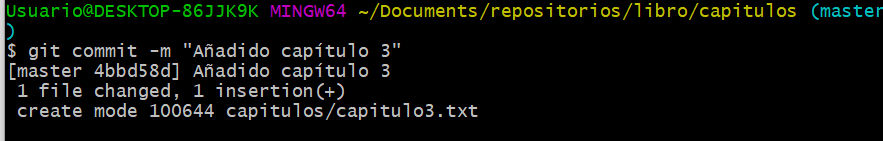 Usuario@DESKTOP-86JJK9K MINGW64 ~/Documents/repositorios/libro/capitulos (master
)
$ git commit -m "Añadido capítulo 3"
[master 4bbd58d] Añadido capítulo 3
 1 file changed, 1 insertion(+)
 create mode 100644 capitulos/capitulo3.txt